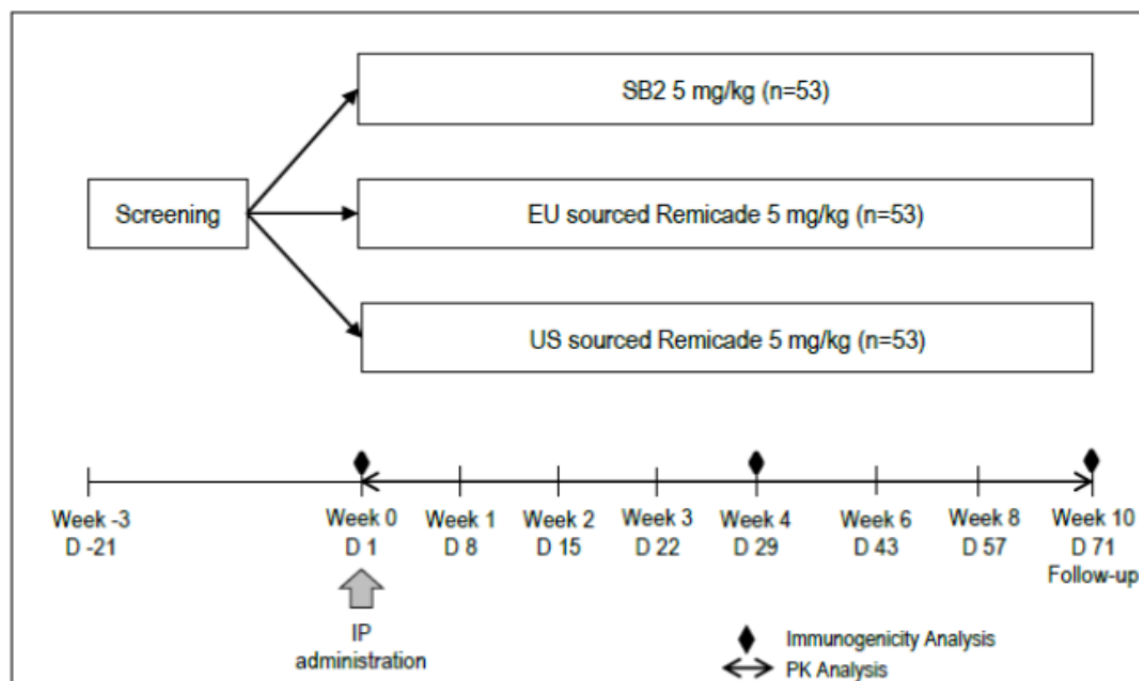 SB2 5 mg/kg (n=53)
Screening
EU sourced Remicade 5 mg/kg (n=53)
US sourced Remicade 5 mg/kg (n=53)
Week -3 Week 0 Week 1 Week 2 Week 3 Week 4 Week 6 Week 8 Week 10
D -21 D 1 D 8 D 15 D 22 D 29 D 43 D 57 D 71
Follow-up
IP
administration
Immunogenicity Analysis
PK Analysis